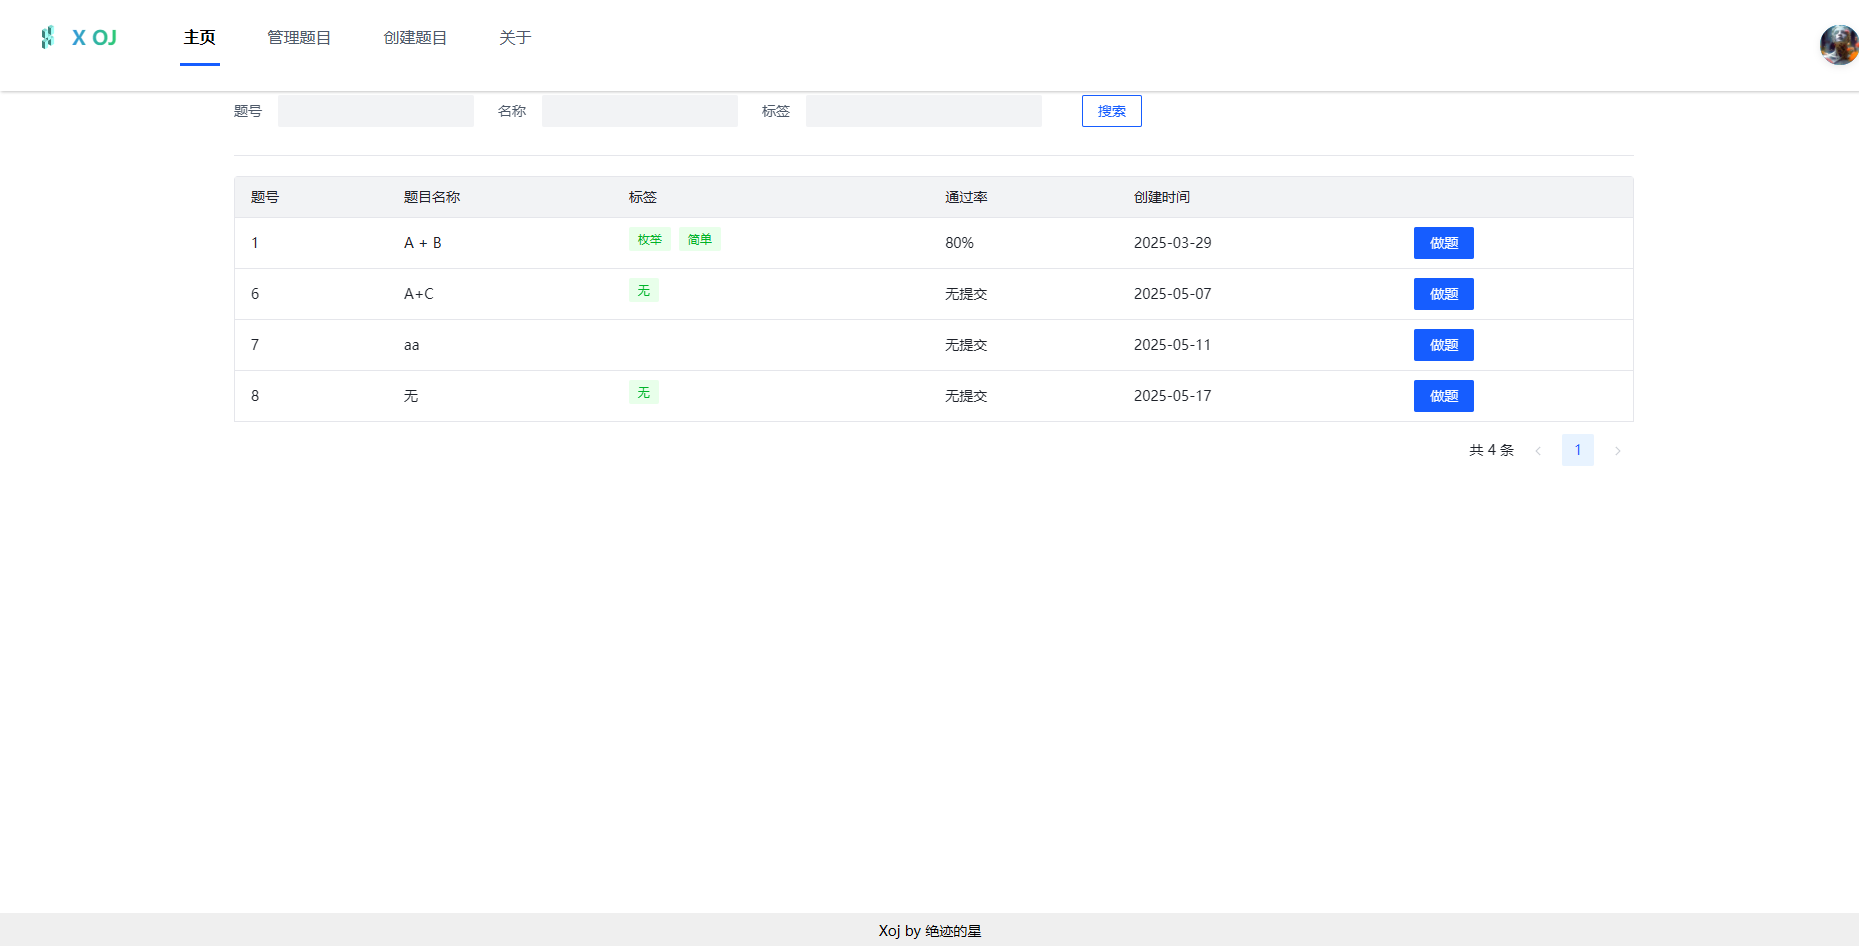 X OJ 主页 管理题目 创建题目 关于
题号 名称 标签 搜索
题号 题目名称 标签 通过率 创建时间
1 A + B 枚举 简单 80% 2025-03-29 做题
6 A+C 无 无提交 2025-05-07 做题
7 aa 无提交 2025-05-11 做题
8 无 无 无提交 2025-05-17 做题
共 4 条 1
Xoj by 绝迹的星